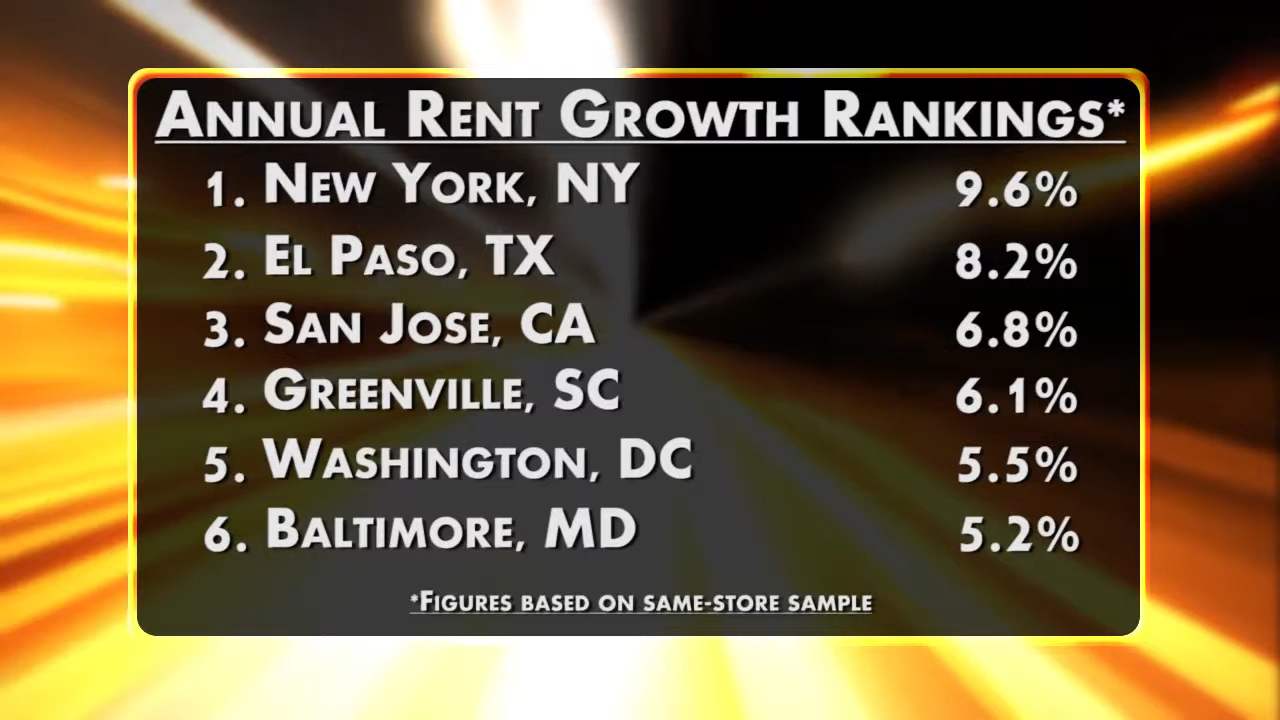 ANNUAL RENT GROWTH RANKINGS*
1. NEW YORK, NY 9.6%
2. EL PASO, TX 8.2%
3. SAN JOSE, CA 6.8%
4. GREENVILLE, SC 6.1%
5. WASHINGTON, DC 5.5%
6. BALTIMORE, MD 5.2%
*FIGURES BASED ON SAME-STORE SAMPLE